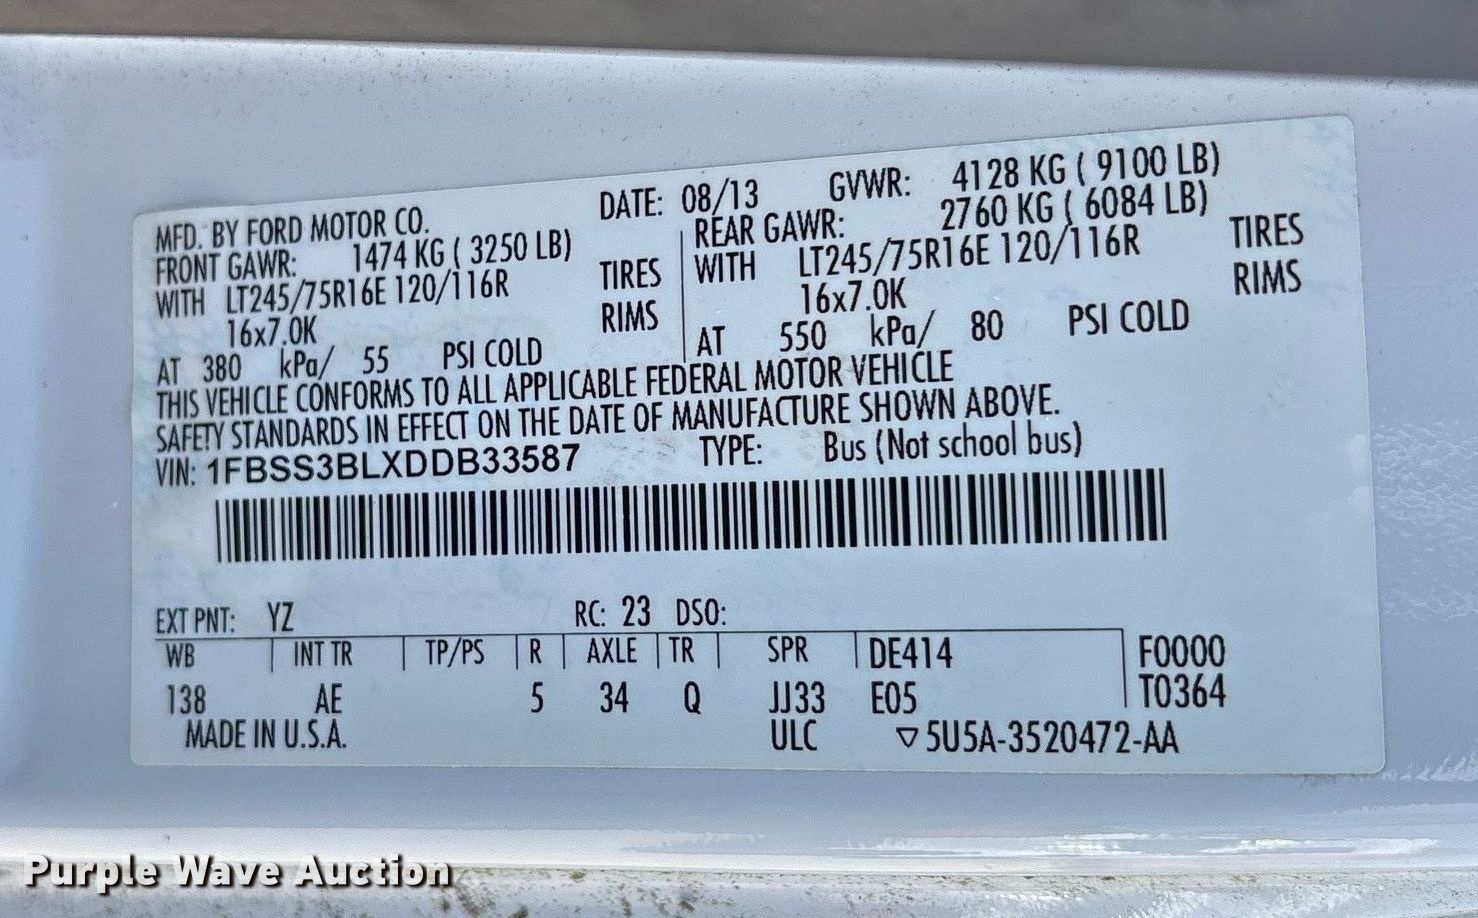 MFD. BY FORD MOTOR CO. DATE: 08/13 GVWR: 4128 KG ( 9100 LB)
FRONT GAWR: 1474 KG ( 3250 LB) REAR GAWR: 2760 KG ( 6084 LB)
WITH LT245/75R16E 120/116R TIRES WITH LT245/75R16E 120/116R TIRES
16x7.0K RIMS 16x7.0K RIMS
AT 380 kPa/ 55 PSI COLD AT 550 kPa/ 80 PSI COLD
THIS VEHICLE CONFORMS TO ALL APPLICABLE FEDERAL MOTOR VEHICLE
SAFETY STANDARDS IN EFFECT ON THE DATE OF MANUFACTURE SHOWN ABOVE.
VIN: 1FBSS3BLXDDB33587 TYPE: Bus (Not school bus)
EXT PNT: YZ RC: 23 DSO:
WB INT TR TP/PS R AXLE TR SPR DE414 F0000
138 AE 5 34 Q JJ33 E05 T0364
MADE IN U.S.A. ULC ▽5U5A-3520472-AA
Purple Wave Auction